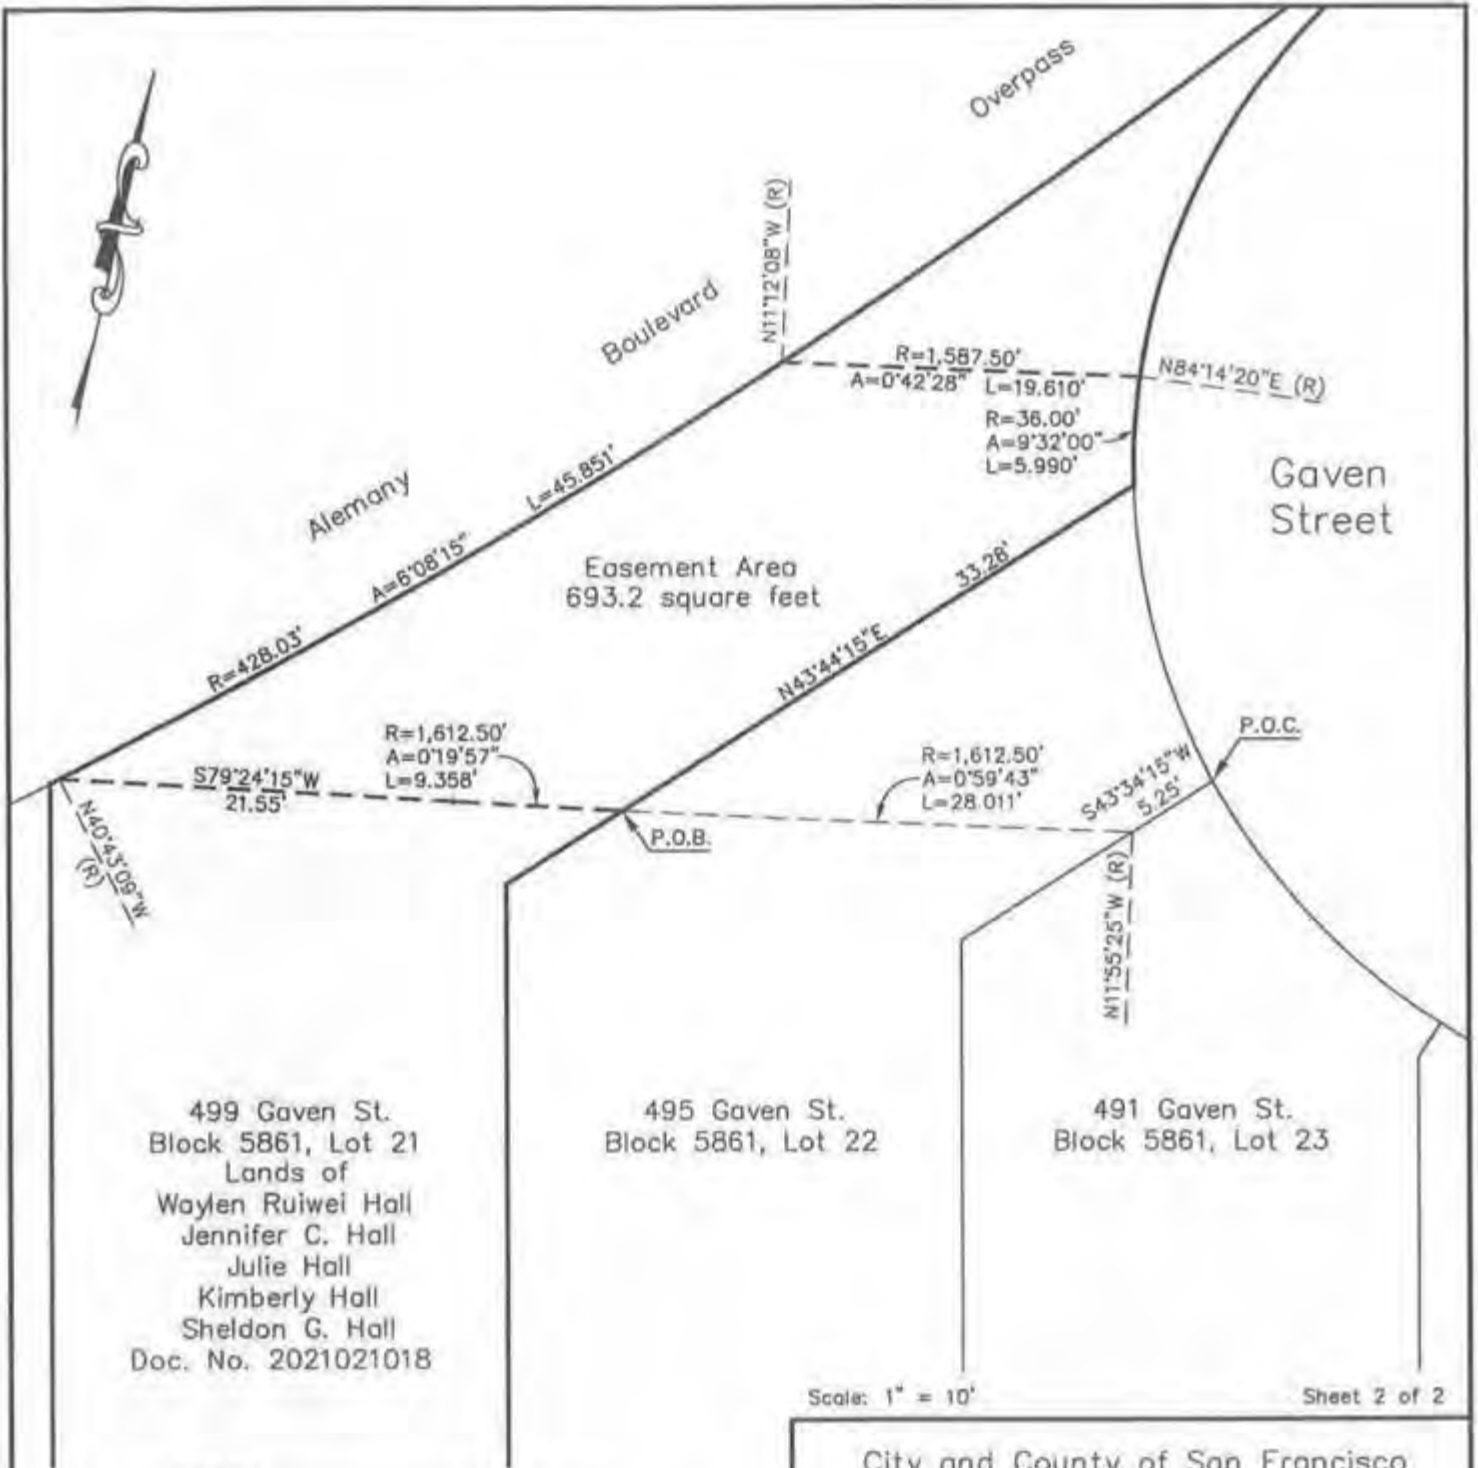 Overpass
Boulevard
Alemany
N11°12'08"W (R)
R=1,587.50'
A=0°42'28" L=19.610'
N84°14'20"E (R)
R=36.00'
A=9°32'00"
L=5.990'
Gaven
Street
L=45.851'
A=6°08'15"
R=428.03'
Easement Area
693.2 square feet
33.28'
N43°44'15"E
R=1,612.50'
A=0°19'57"
L=9.358'
S79°24'15"W
21.55'
R=1,612.50'
A=0°59'43"
L=28.011'
P.O.C.
S43°34'15"W
5.25'
P.O.B.
N40°43'09"W
(R)
N11°55'25"W (R)
499 Gaven St.
Block 5861, Lot 21
Lands of
Waylen Ruiwei Hall
Jennifer C. Hall
Julie Hall
Kimberly Hall
Sheldon G. Hall
Doc. No. 2021021018
495 Gaven St.
Block 5861, Lot 22
491 Gaven St.
Block 5861, Lot 23
Scale: 1" = 10'
Sheet 2 of 2
City and County of San Francisco